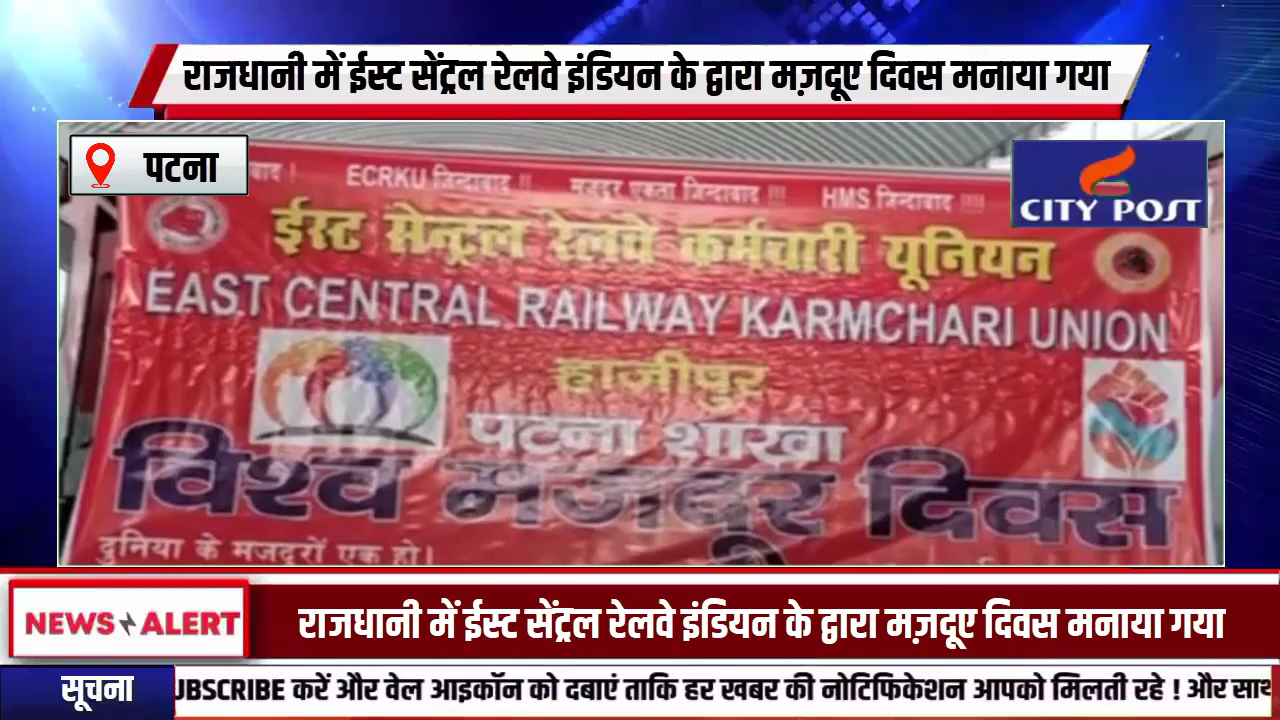 राजधानी में ईस्ट सेंट्रल रेलवे इंडियन के द्वारा मज़दूए दिवस मनाया गया
पटना
CITY POST
बाद ! ECRKU जिन्दाबाद !! मजदूर एकता जिन्दाबाद !!! HMS जिन्दाबाद !!!!
ईस्ट सेन्ट्रल रेलवे कर्मचारी यूनियन
EAST CENTRAL RAILWAY KARMCHARI UNION
हाजीपुर
पटना शाखा
विश्व मजदूर दिवस
दुनिया के मजदूरों एक हो।
NEWS ALERT
राजधानी में ईस्ट सेंट्रल रेलवे इंडियन के द्वारा मज़दूए दिवस मनाया गया
सूचना
UBSCRIBE करें और वेल आइकॉन को दबाएं ताकि हर खबर की नोटिफिकेशन आपको मिलती रहे ! और साथ